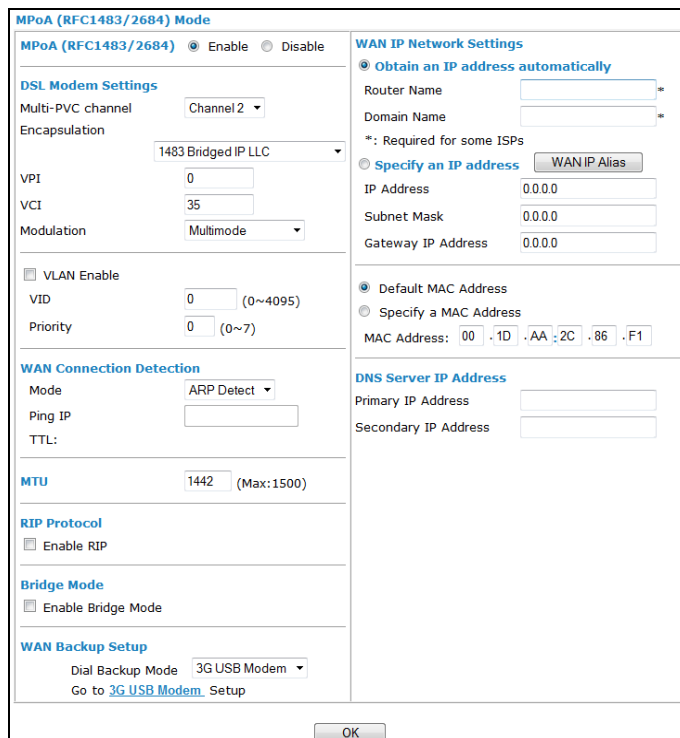 MPoA (RFC1483/2684) Mode
MPoA (RFC1483/2684) Enable Disable
DSL Modem Settings
Multi-PVC channel Channel 2
Encapsulation
1483 Bridged IP LLC
VPI 0
VCI 35
Modulation Multimode
VLAN Enable
VID 0 (0~4095)
Priority 0 (0~7)
WAN Connection Detection
Mode ARP Detect
Ping IP
TTL:
MTU 1442 (Max:1500)
RIP Protocol
Enable RIP
Bridge Mode
Enable Bridge Mode
WAN Backup Setup
Dial Backup Mode 3G USB Modem
Go to 3G USB Modem Setup
WAN IP Network Settings
Obtain an IP address automatically
Router Name *
Domain Name *
*: Required for some ISPs
Specify an IP address WAN IP Alias
IP Address 0.0.0.0
Subnet Mask 0.0.0.0
Gateway IP Address 0.0.0.0
Default MAC Address
Specify a MAC Address
MAC Address: 00 .1D .AA :2C .86 .F1
DNS Server IP Address
Primary IP Address
Secondary IP Address
OK